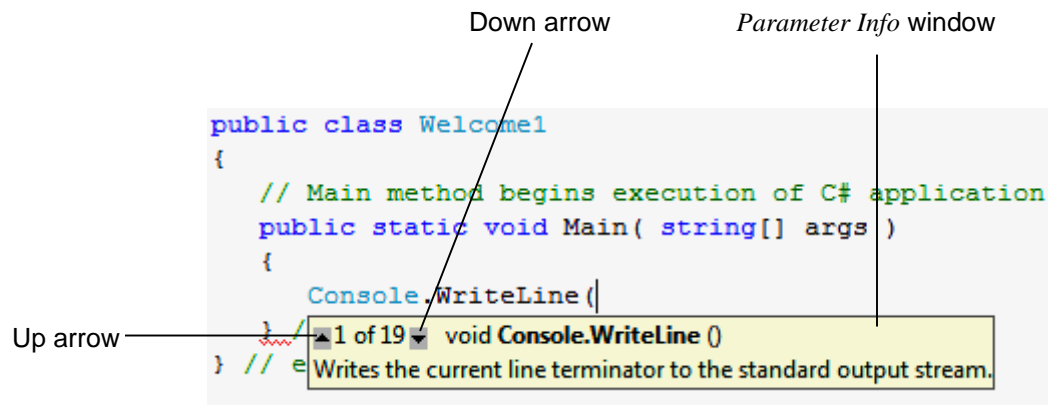 Down arrow
Parameter Info window
public class Welcome1
{
// Main method begins execution of C# application
public static void Main( string[] args )
{
Console.WriteLine(
Up arrow
} /
1 of 19 void Console.WriteLine ()
} // e
Writes the current line terminator to the standard output stream.